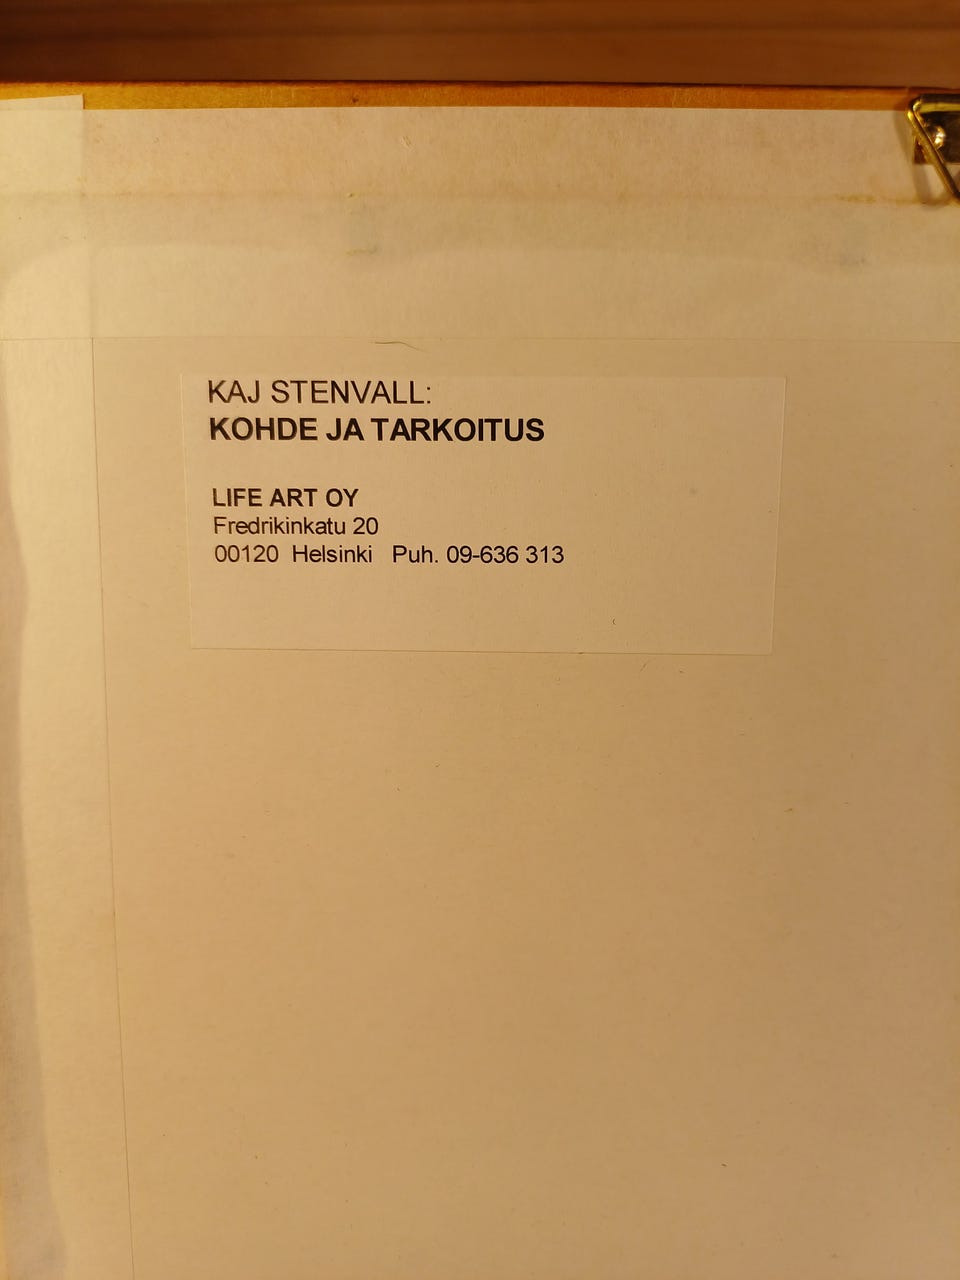 KAJ STENVALL:
KOHDE JA TARKOITUS
LIFE ART OY
Fredrikinkatu 20
00120 Helsinki Puh. 09-636 313